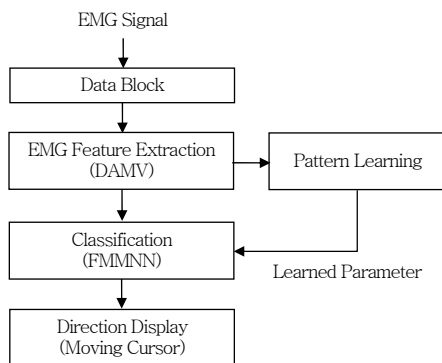 EMG Signal
Data Block
EMG Feature Extraction
(DAMV)
Pattern Learning
Classification
(FMMNN)
Learned Parameter
Direction Display
(Moving Cursor)